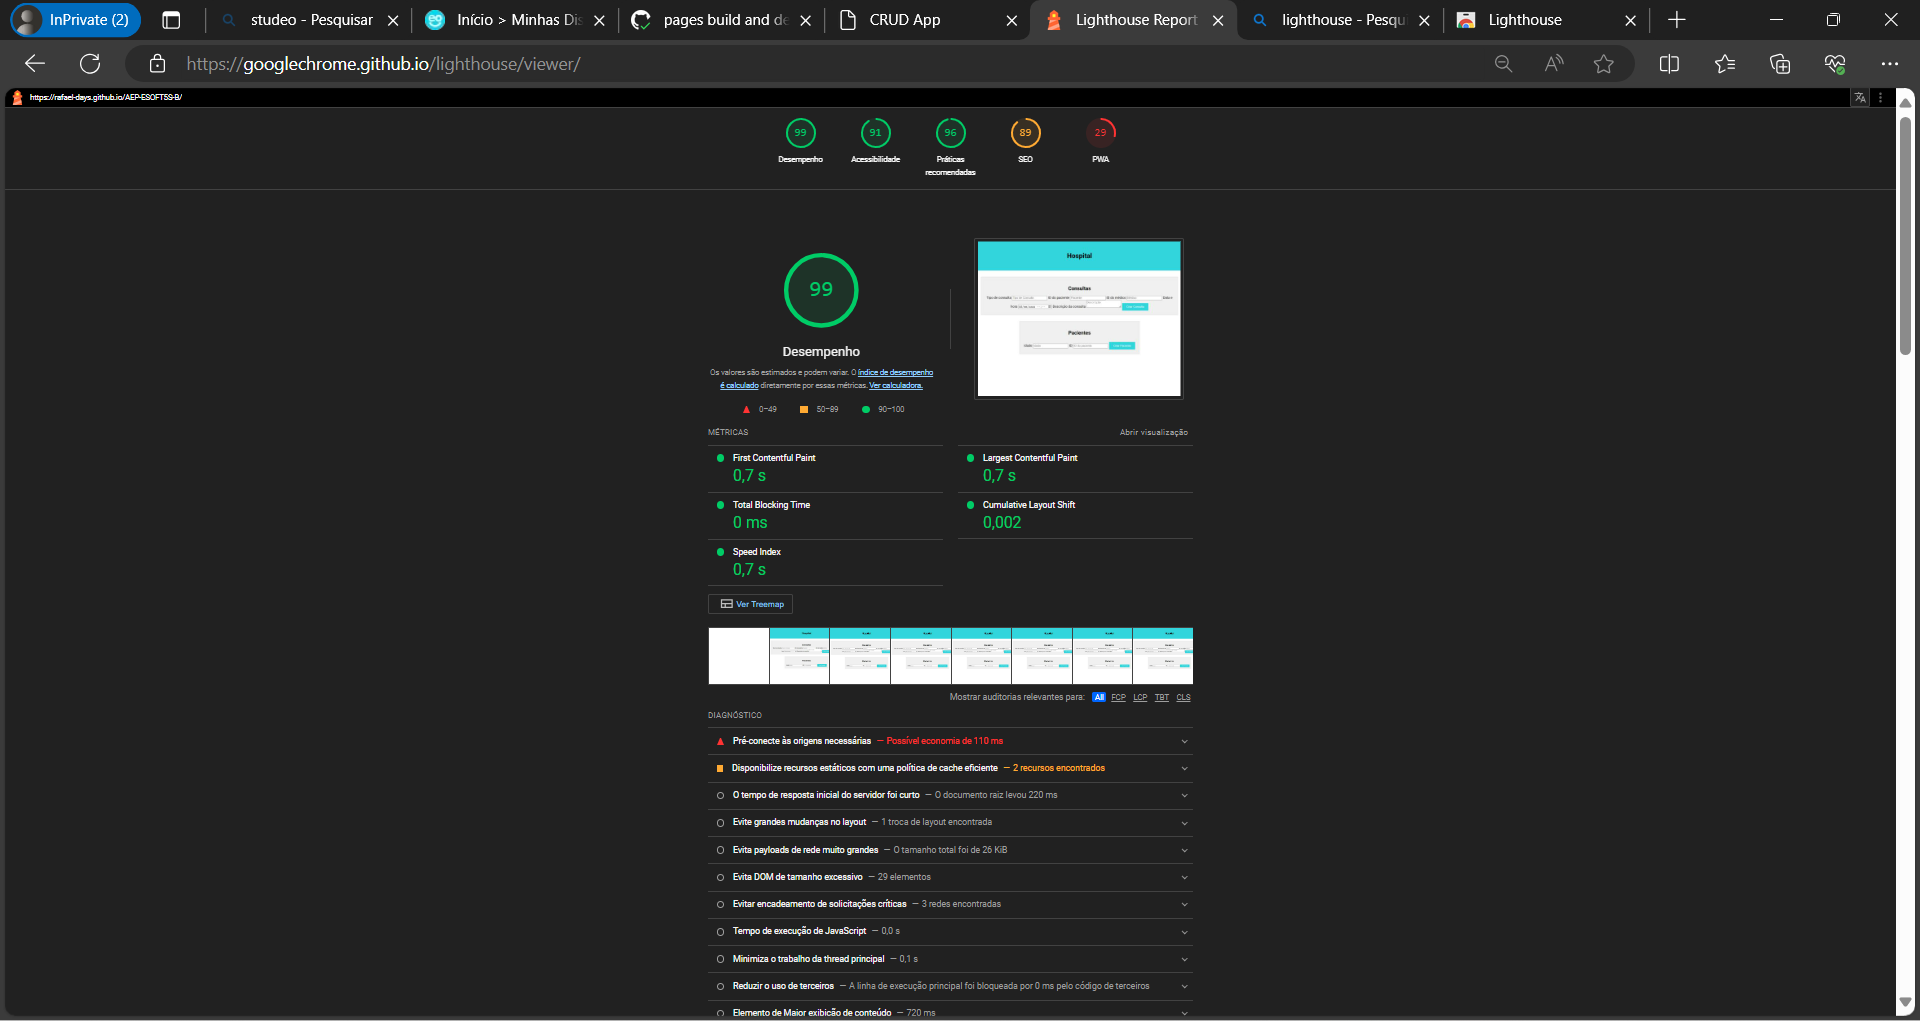 InPrivate (2)
studeo - Pesquisar
Início > Minhas Dis
pages build and de
CRUD App
Lighthouse Report
lighthouse - Pesqu
Lighthouse
https://googlechrome.github.io/lighthouse/viewer/
https://rafael-days.github.io/AEP-ESOFT5S-B/
99
91
96
89
29
Desempenho
Acessibilidade
Práticas recomendadas
SEO
PWA
99
Desempenho
Os valores são estimados e podem variar. O índice de desempenho
é calculado diretamente por essas métricas. Ver calculadora.
0–49
50–89
90–100
Hospital
Consultas
Pacientes
MÉTRICAS
Abrir visualização
First Contentful Paint
0,7 s
Largest Contentful Paint
0,7 s
Total Blocking Time
0 ms
Cumulative Layout Shift
0,002
Speed Index
0,7 s
Ver Treemap
Mostrar auditorias relevantes para: All FCP LCP TBT CLS
DIAGNÓSTICO
Pré-conecte às origens necessárias — Possível economia de 110 ms
Disponibilize recursos estáticos com uma política de cache eficiente — 2 recursos encontrados
O tempo de resposta inicial do servidor foi curto — O documento raiz levou 220 ms
Evite grandes mudanças no layout — 1 troca de layout encontrada
Evita payloads de rede muito grandes — O tamanho total foi de 26 KiB
Evita DOM de tamanho excessivo — 29 elementos
Evitar encadeamento de solicitações críticas — 3 redes encontradas
Tempo de execução de JavaScript — 0,0 s
Minimiza o trabalho da thread principal — 0,1 s
Reduzir o uso de terceiros — A linha de execução principal foi bloqueada por 0 ms pelo código de terceiros
Elemento de Maior exibição de conteúdo — 720 ms